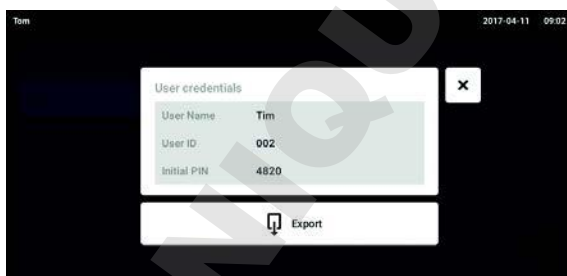 Tom 2017-04-11 09:02
User credentials
User Name Tim
User ID 002
Initial PIN 4820
Export